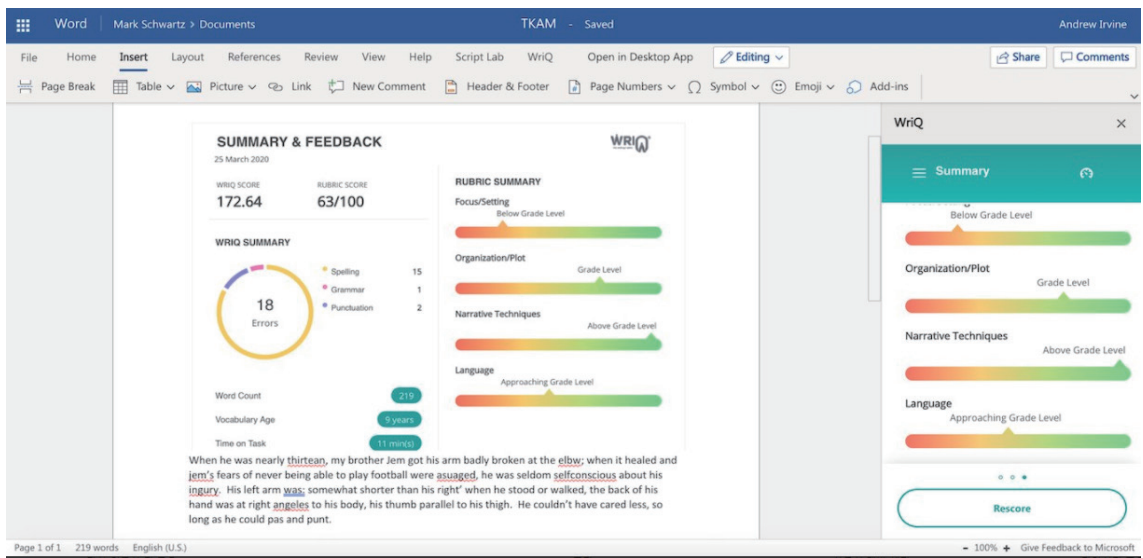 Word Mark Schwartz > Documents TKAM - Saved Andrew Irvine
File Home Insert Layout References Review View Help Script Lab WriQ Open in Desktop App Editing Share Comments
Page Break Table Picture Link New Comment Header & Footer Page Numbers Symbol Emoji Add-ins
SUMMARY & FEEDBACK
25 March 2020
WRIQ
WRIQ SCORE RUBRIC SCORE
172.64 63/100
WRIQ SUMMARY
18
Errors
Spelling 15
Grammar 1
Punctuation 2
Word Count 219
Vocabulary Age 9 years
Time on Task 11 min(s)
RUBRIC SUMMARY
Focus/Setting
Below Grade Level
Organization/Plot
Grade Level
Narrative Techniques
Above Grade Level
Language
Approaching Grade Level
When he was nearly thirtean, my brother Jem got his arm badly broken at the elbw; when it healed and
jem's fears of never being able to play football were asuaged, he was seldom selfconscious about his
ingury. His left arm was; somewhat shorter than his right' when he stood or walked, the back of his
hand was at right angeles to his body, his thumb parallel to his thigh. He couldn't have cared less, so
long as he could pas and punt.
WriQ
Summary
Below Grade Level
Organization/Plot
Grade Level
Narrative Techniques
Above Grade Level
Language
Approaching Grade Level
Rescore
Page 1 of 1 219 words English (U.S.) - 100% + Give Feedback to Microsoft